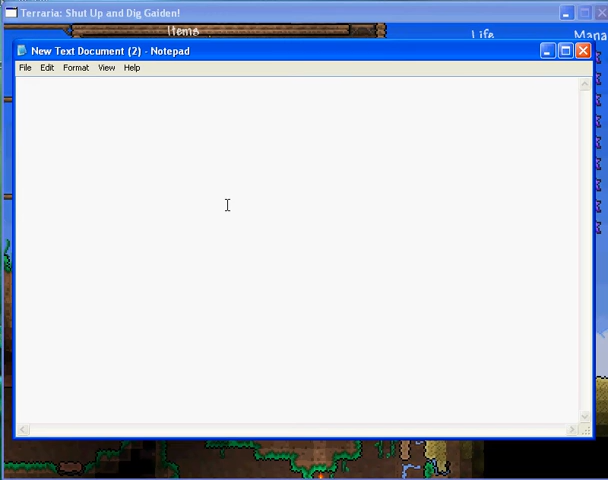 Terraria: Shut Up and Dig Gaiden!
Items
Life
Mana
New Text Document (2) - Notepad
File Edit Format View Help